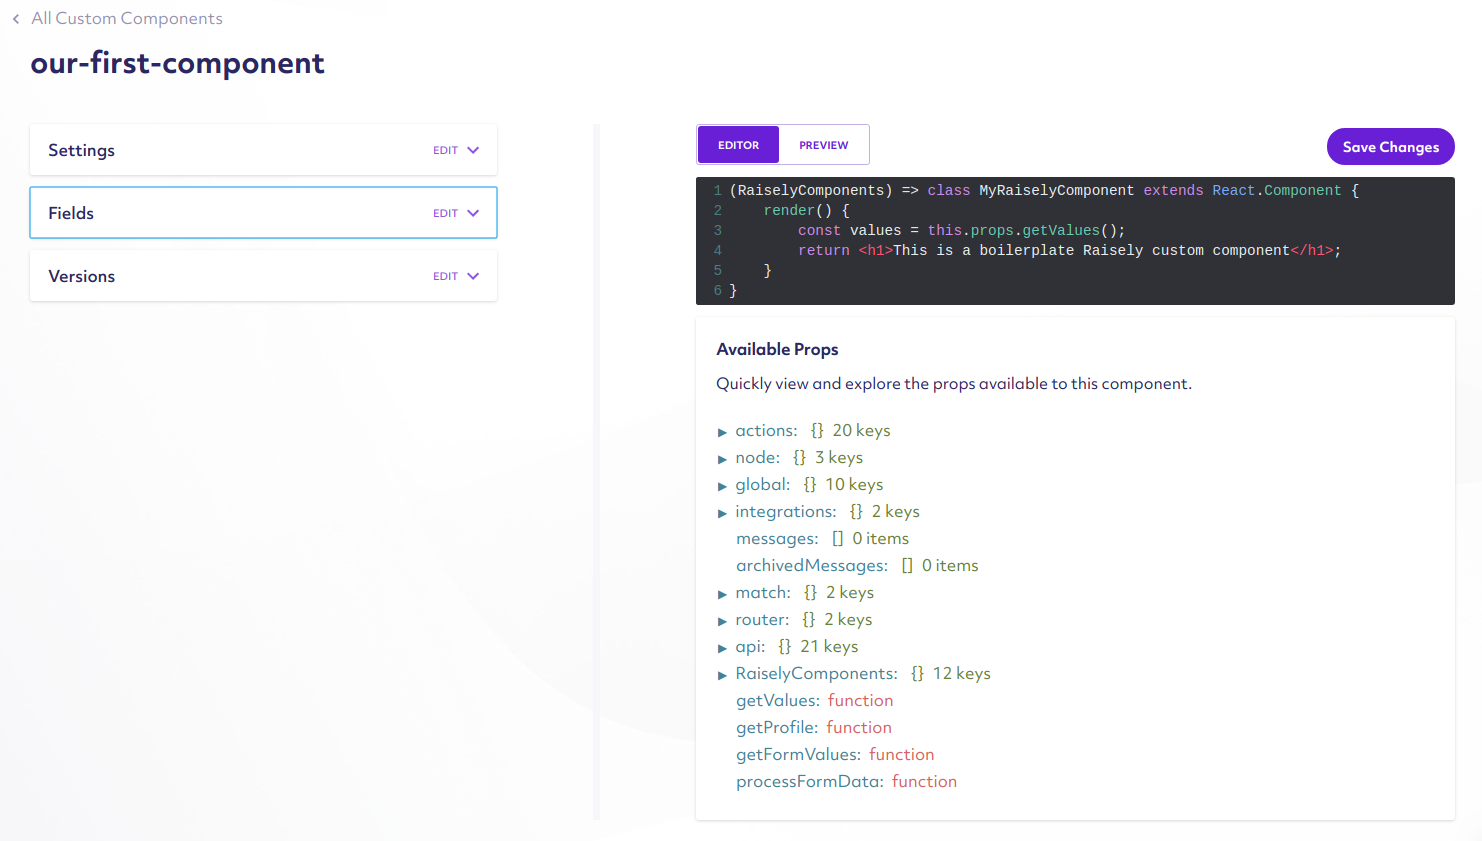 All Custom Components
our-first-component
Settings EDIT
Fields EDIT
Versions EDIT
EDITOR PREVIEW Save Changes
1 (RaiselyComponents) => class MyRaiselyComponent extends React.Component {
2     render() {
3         const values = this.props.getValues();
4         return <h1>This is a boilerplate Raisely custom component</h1>;
5     }
6 }
Available Props
Quickly view and explore the props available to this component.
▶ actions: {} 20 keys
▶ node: {} 3 keys
▶ global: {} 10 keys
▶ integrations: {} 2 keys
messages: [] 0 items
archivedMessages: [] 0 items
▶ match: {} 2 keys
▶ router: {} 2 keys
▶ api: {} 21 keys
▶ RaiselyComponents: {} 12 keys
getValues: function
getProfile: function
getFormValues: function
processFormData: function